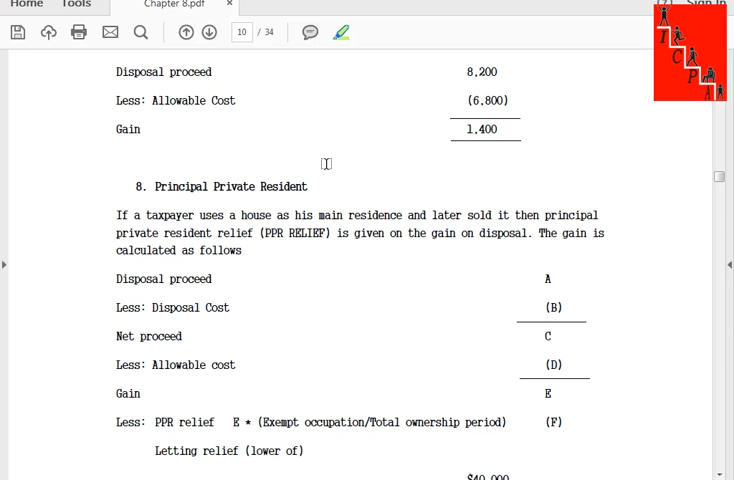 Home Tools Chapter 8.pdf × Sign In
10 / 34
I
C
P
A
Disposal proceed 8,200
Less: Allowable Cost (6,800)
Gain 1,400
8. Principal Private Resident
If a taxpayer uses a house as his main residence and later sold it then principal
private resident relief (PPR RELIEF) is given on the gain on disposal. The gain is
calculated as follows
Disposal proceed A
Less: Disposal Cost (B)
Net proceed C
Less: Allowable cost (D)
Gain E
Less: PPR relief E * (Exempt occupation/Total ownership period) (F)
Letting relief (lower of)
$40,000